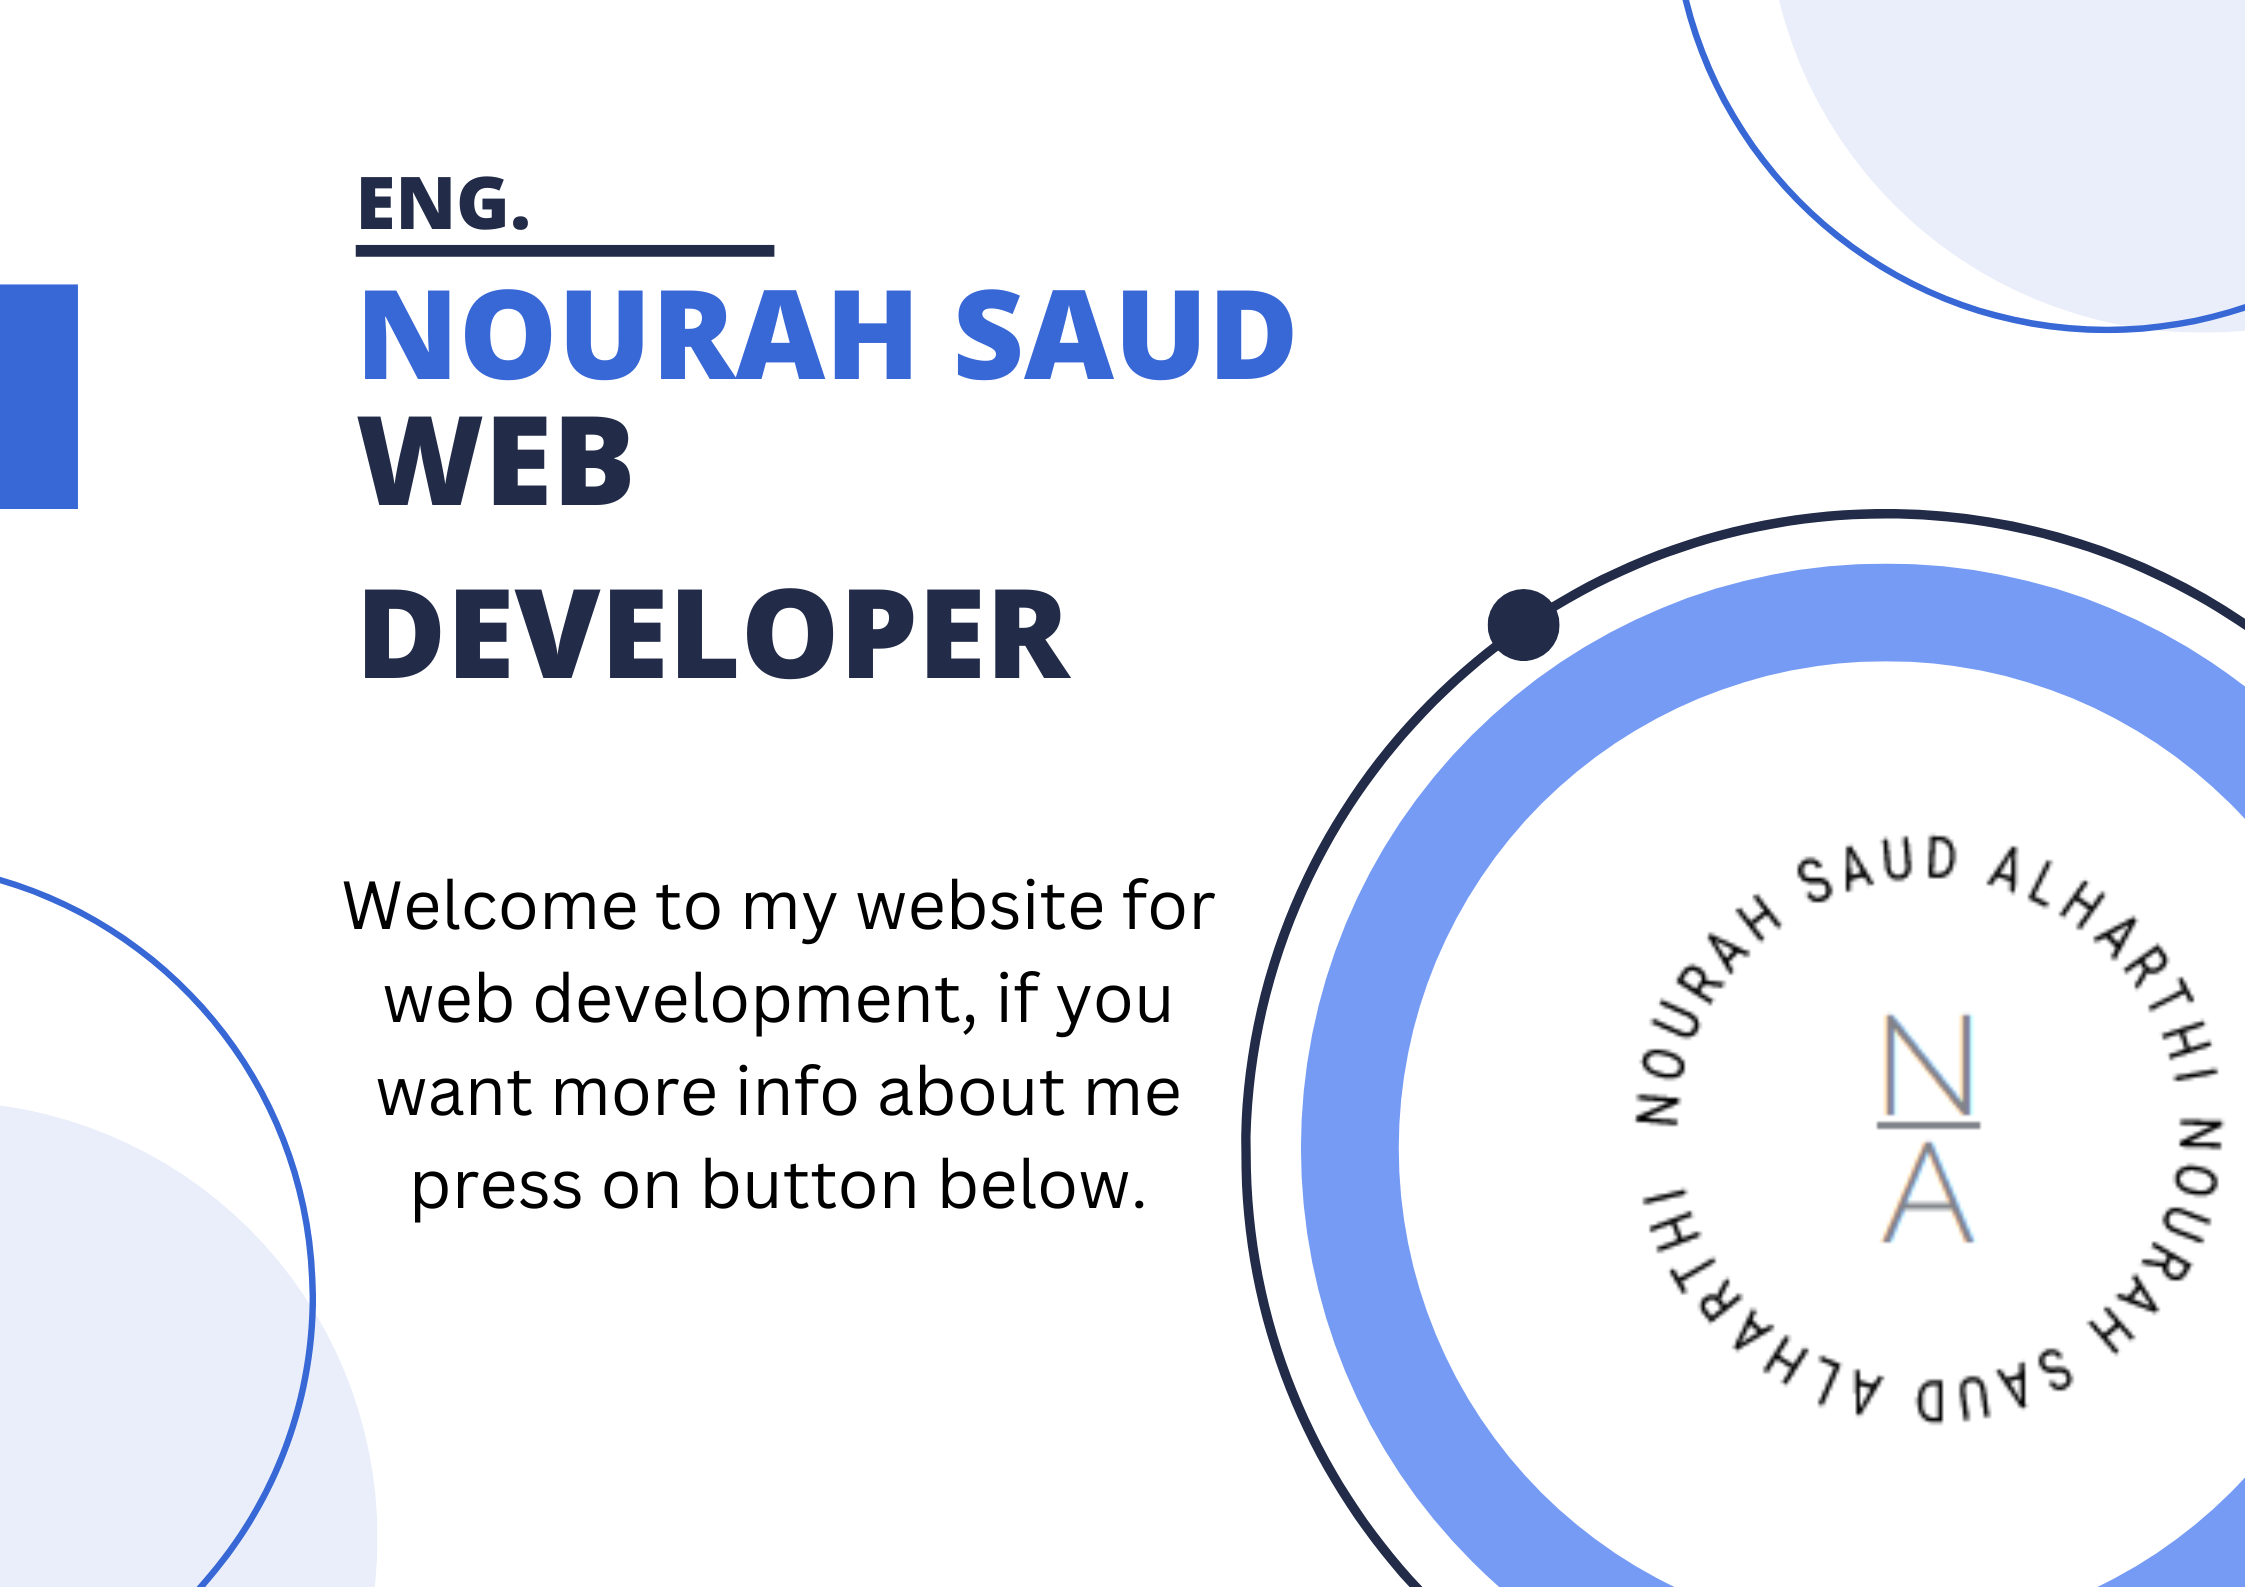 ENG.
NOURAH SAUD
WEB
DEVELOPER
Welcome to my website for
web development, if you
want more info about me
press on button below.
NOURAH SAUD ALHARTHI NOURAH SAUD ALHARTHI
N
A